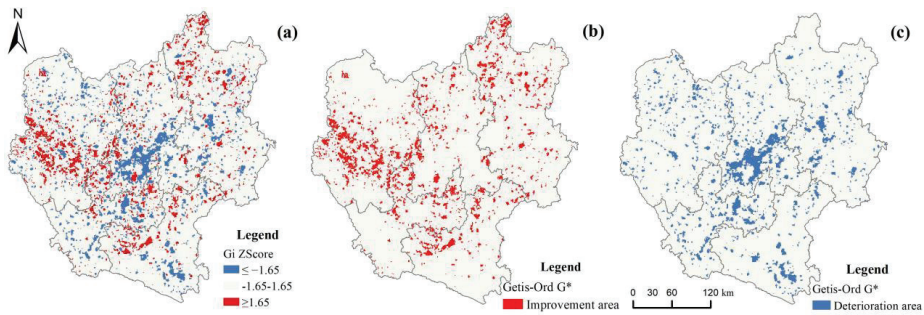 N
(a)
Legend
Gi ZScore
≤ −1.65
-1.65-1.65
≥1.65
(b)
Legend
Getis-Ord G*
Improvement area
(c)
0 30 60 120 km
Legend
Getis-Ord G*
Deterioration area